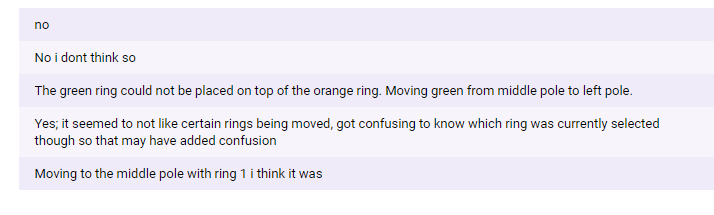 no
No i dont think so
The green ring could not be placed on top of the orange ring. Moving green from middle pole to left pole.
Yes; it seemed to not like certain rings being moved, got confusing to know which ring was currently selected
though so that may have added confusion
Moving to the middle pole with ring 1 i think it was